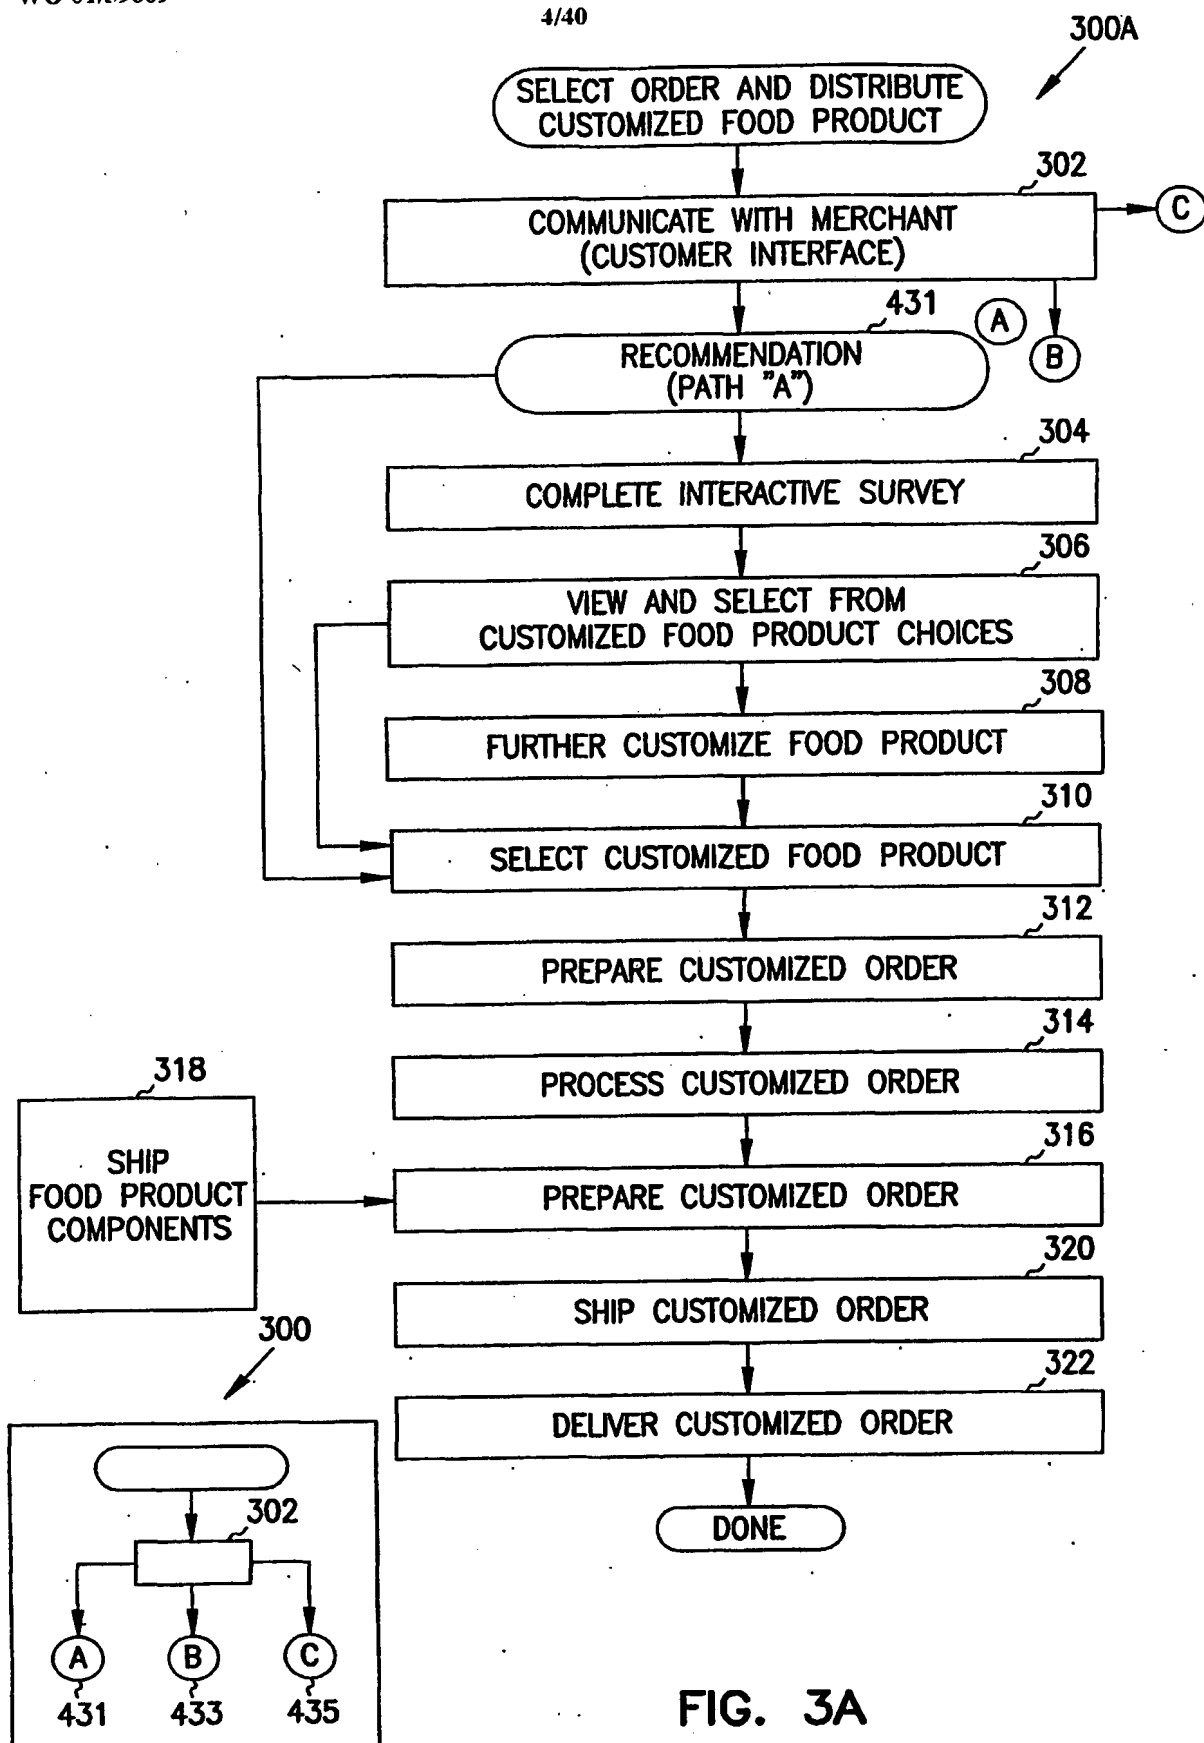 4/40
300A
SELECT ORDER AND DISTRIBUTE
CUSTOMIZED FOOD PRODUCT
302
COMMUNICATE WITH MERCHANT
(CUSTOMER INTERFACE)
C
431
A
B
RECOMMENDATION
(PATH "A")
304
COMPLETE INTERACTIVE SURVEY
306
VIEW AND SELECT FROM
CUSTOMIZED FOOD PRODUCT CHOICES
308
FURTHER CUSTOMIZE FOOD PRODUCT
310
SELECT CUSTOMIZED FOOD PRODUCT
312
PREPARE CUSTOMIZED ORDER
314
PROCESS CUSTOMIZED ORDER
318
SHIP
FOOD PRODUCT
COMPONENTS
316
PREPARE CUSTOMIZED ORDER
320
SHIP CUSTOMIZED ORDER
322
DELIVER CUSTOMIZED ORDER
DONE
300
302
A
B
C
431
433
435
FIG. 3A